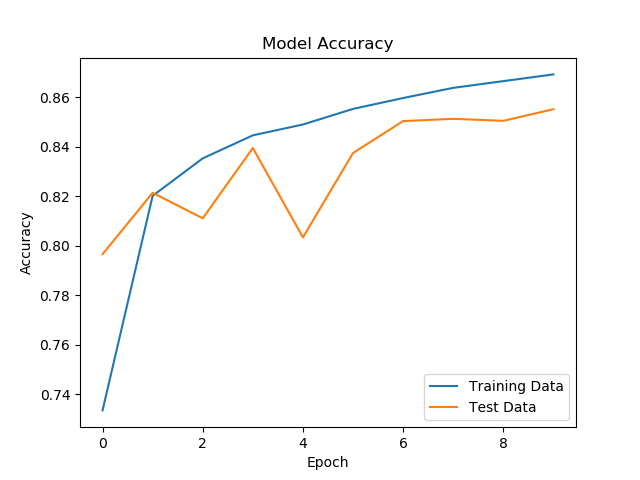 Model Accuracy
Accuracy
0.86
0.84
0.82
0.80
0.78
0.76
0.74
Training Data
Test Data
0 2 4 6 8
Epoch